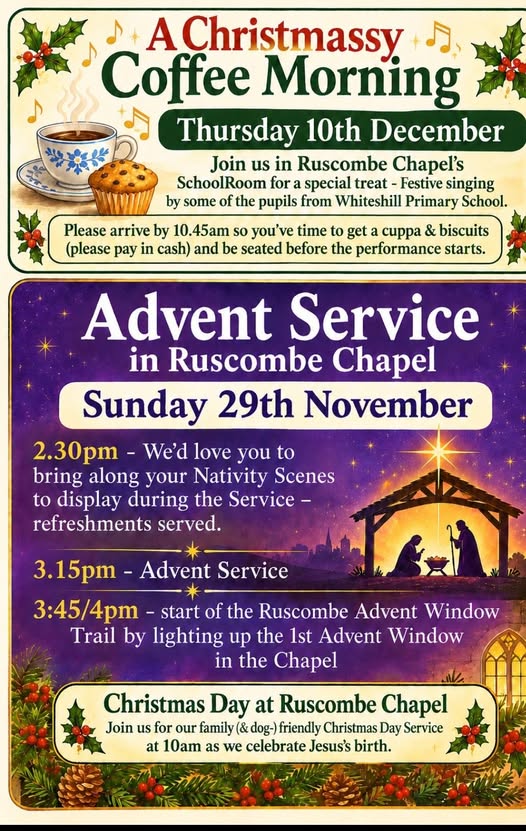 A Christmassy
Coffee Morning
Thursday 10th December
Join us in Ruscombe Chapel's
SchoolRoom for a special treat - Festive singing
by some of the pupils from Whiteshill Primary School.
Please arrive by 10.45am so you've time to get a cuppa & biscuits
(please pay in cash) and be seated before the performance starts.
Advent Service
in Ruscombe Chapel
Sunday 29th November
2.30pm – We'd love you to
bring along your Nativity Scenes
to display during the Service –
refreshments served.
3.15pm – Advent Service
3:45/4pm – start of the Ruscombe Advent Window
Trail by lighting up the 1st Advent Window
in the Chapel
Christmas Day at Ruscombe Chapel
Join us for our family (& dog-) friendly Christmas Day Service
at 10am as we celebrate Jesus's birth.